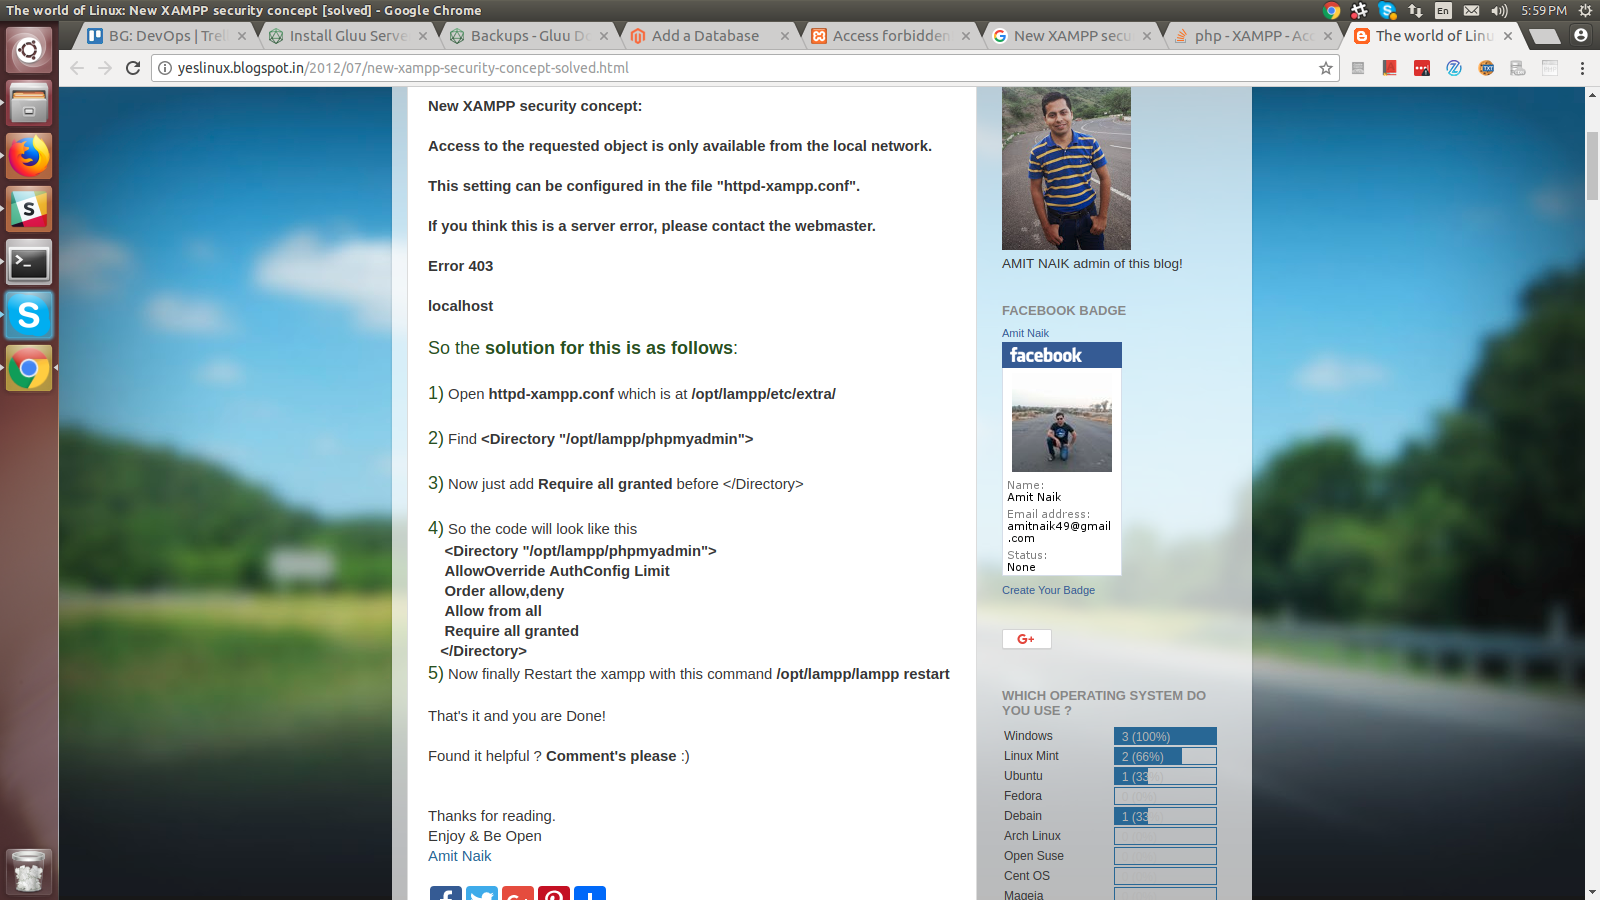 The world of Linux: New XAMPP security concept [solved] - Google Chrome
En
5:59 PM
BG: DevOps | Trel
Install Gluu Serve
Backups - Gluu Do
Add a Database
Access forbidden
New XAMPP secu
php - XAMPP - Acc
The world of Linu
yeslinux.blogspot.in/2012/07/new-xampp-security-concept-solved.html
New XAMPP security concept:
Access to the requested object is only available from the local network.
This setting can be configured in the file "httpd-xampp.conf".
If you think this is a server error, please contact the webmaster.
Error 403
localhost
So the solution for this is as follows:
1) Open httpd-xampp.conf which is at /opt/lampp/etc/extra/
2) Find <Directory "/opt/lampp/phpmyadmin">
3) Now just add Require all granted before </Directory>
4) So the code will look like this
<Directory "/opt/lampp/phpmyadmin">
AllowOverride AuthConfig Limit
Order allow,deny
Allow from all
Require all granted
</Directory>
5) Now finally Restart the xampp with this command /opt/lampp/lampp restart
That's it and you are Done!
Found it helpful ? Comment's please :)
Thanks for reading.
Enjoy & Be Open
Amit Naik
AMIT NAIK admin of this blog!
FACEBOOK BADGE
Amit Naik
facebook
Name:
Amit Naik
Email address:
amitnaik49@gmail
.com
Status:
None
Create Your Badge
G+
WHICH OPERATING SYSTEM DO
YOU USE ?
Windows 3 (100%)
Linux Mint 2 (66%)
Ubuntu 1 (33%)
Fedora 0 (0%)
Debain 1 (33%)
Arch Linux 0 (0%)
Open Suse 0 (0%)
Cent OS 0 (0%)
Mageia